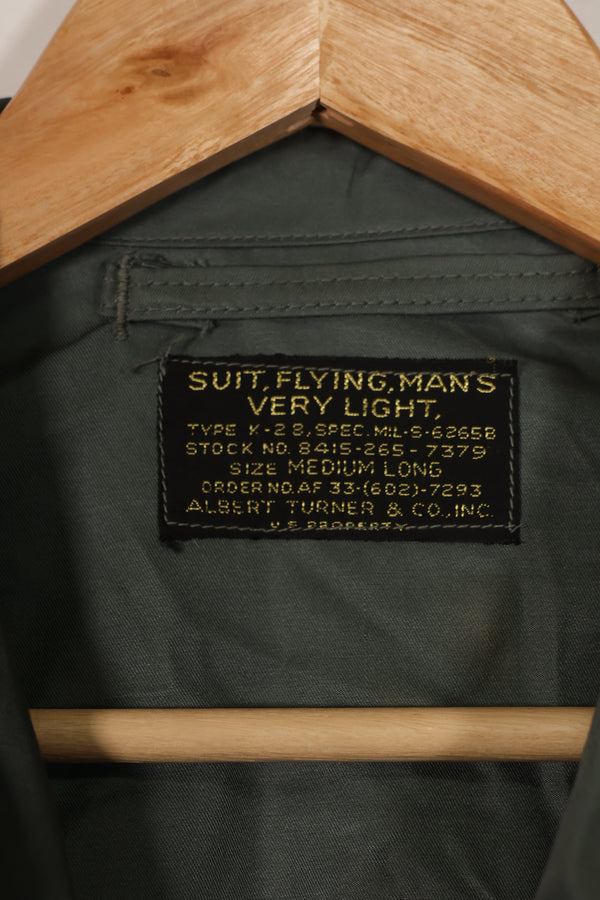 SUIT, FLYING, MAN'S
VERY LIGHT,
TYPE K-2B, SPEC. MIL-S-6265B
STOCK NO. 8415-265-7379
SIZE MEDIUM LONG
ORDER NO. AF 33-(602)-7293
ALBERT TURNER & CO., INC.
U.S. PROPERTY